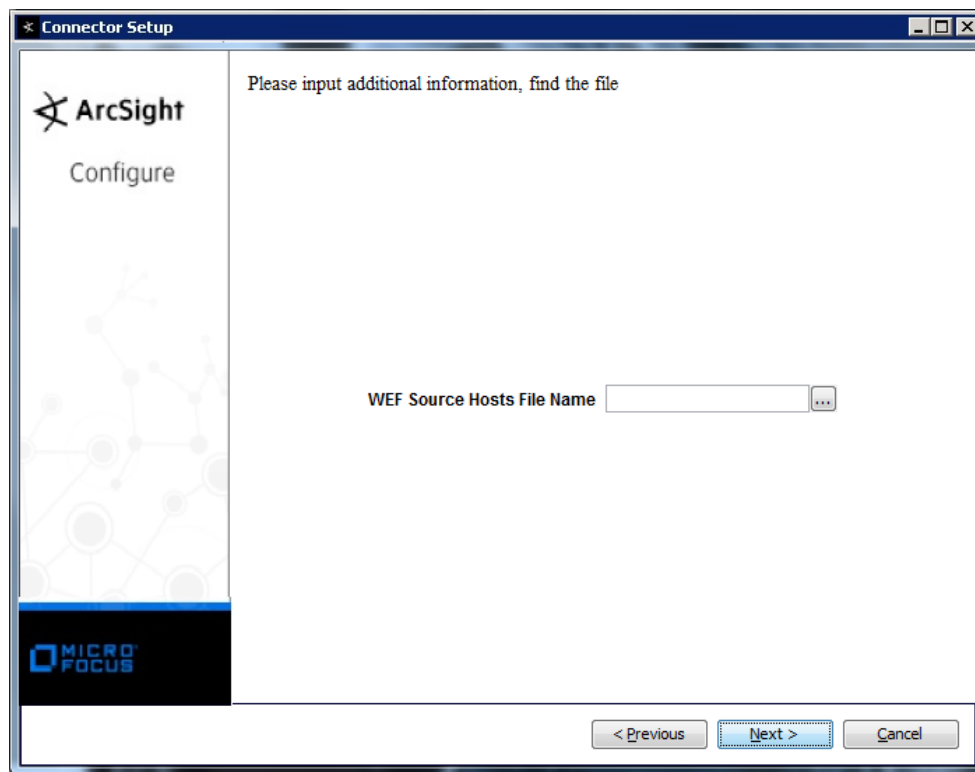 Connector Setup
ArcSight
Configure
Please input additional information, find the file
WEF Source Hosts File Name
...
MICRO
FOCUS
< Previous
Next >
Cancel